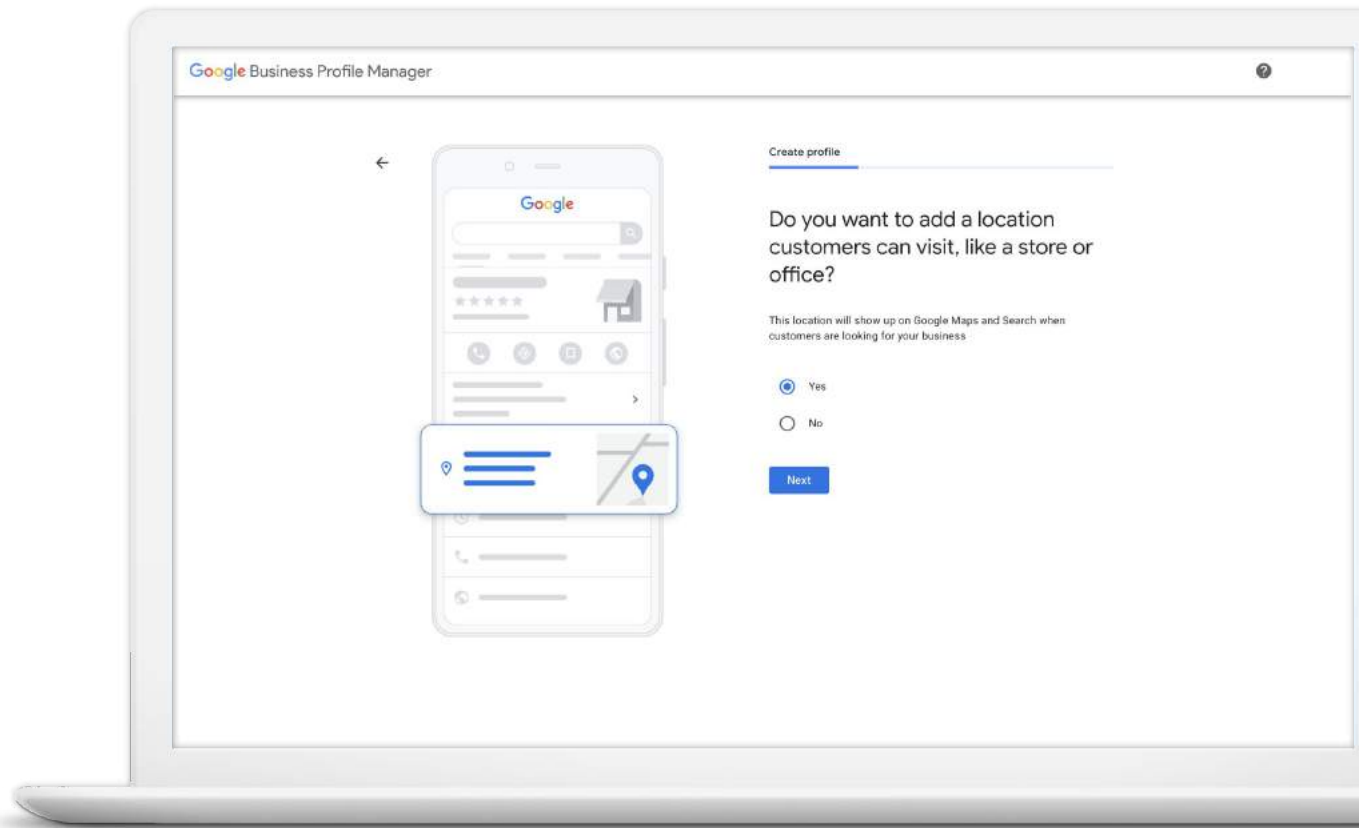 Google Business Profile Manager
Create profile
Google
Do you want to add a location
customers can visit, like a store or
office?
This location will show up on Google Maps and Search when
customers are looking for your business
Yes
No
Next